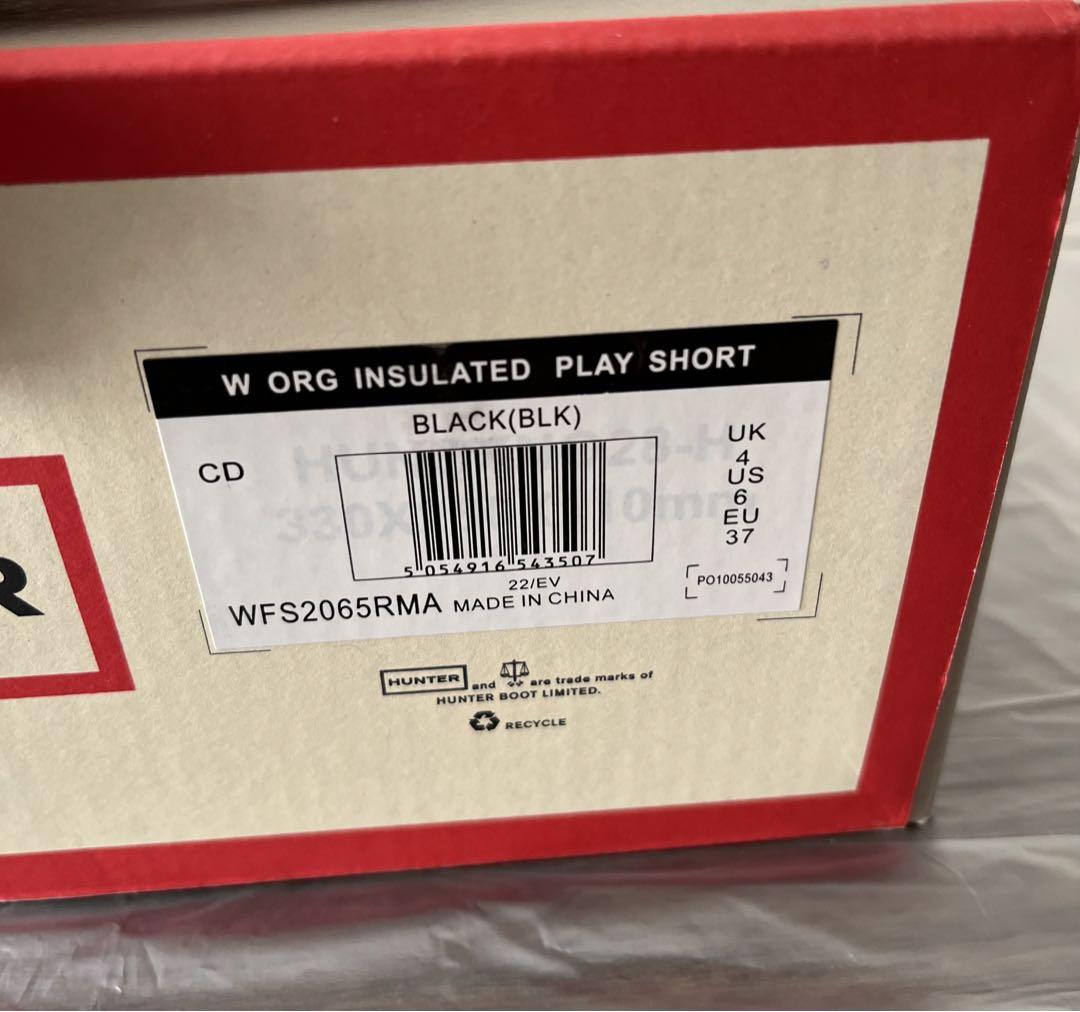 W ORG INSULATED PLAY SHORT
BLACK(BLK)
CD
UK
4
US
6
EU
37
5 054916 543507
22/EV
WFS2065RMA MADE IN CHINA
PO10055043
R
HUNTER and are trade marks of
HUNTER BOOT LIMITED.
RECYCLE